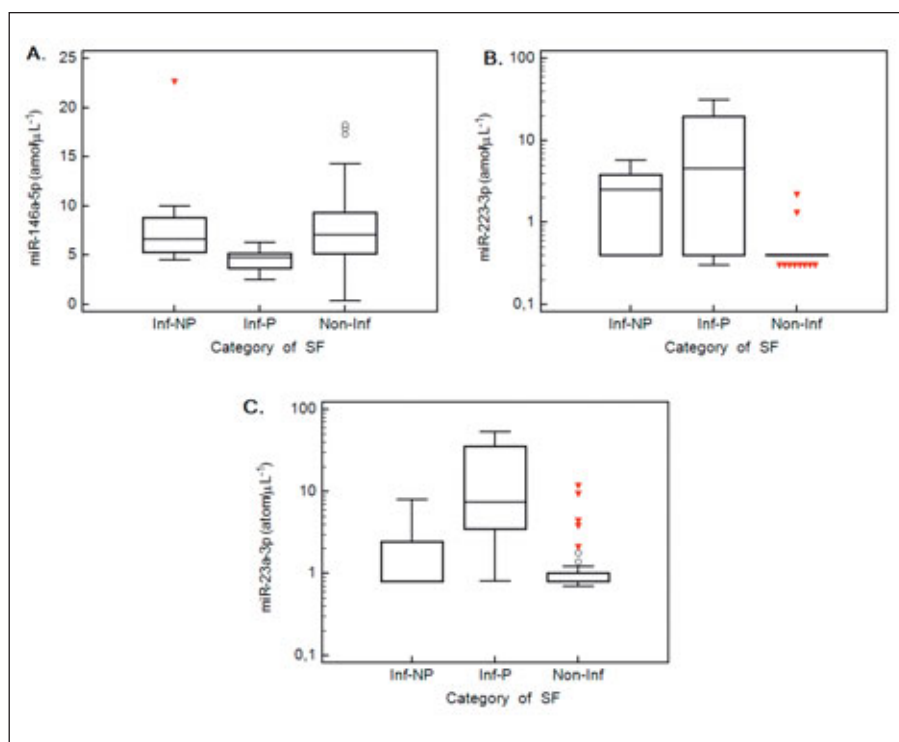 A.
miR-146a-5p (amol/µL⁻¹)
25
20
15
10
5
0
Inf-NP Inf-P Non-Inf
Category of SF
B.
miR-223-3p (amol/µL⁻¹)
100
10
1
0,1
Inf-NP Inf-P Non-Inf
Category of SF
C.
miR-23a-3p (atom/µL⁻¹)
100
10
1
0,1
Inf-NP Inf-P Non-Inf
Category of SF